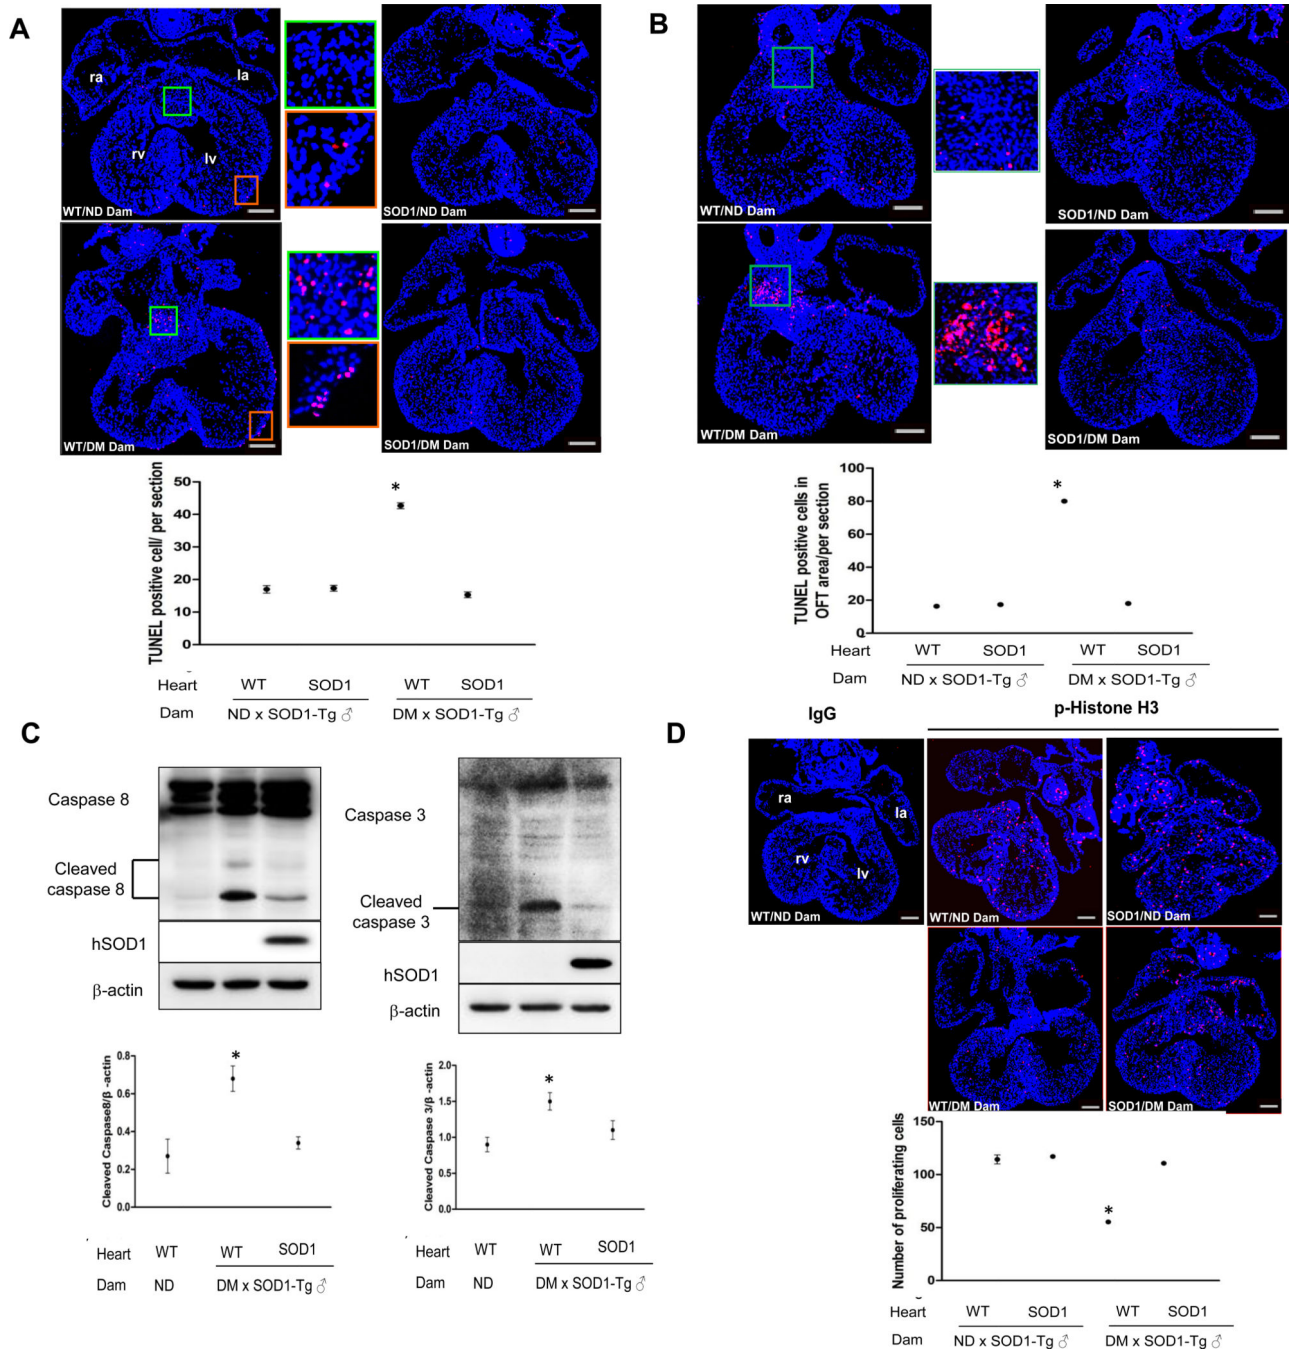 A
ra
la
rv
lv
WT/ND Dam
SOD1/ND Dam
WT/DM Dam
SOD1/DM Dam
TUNEL positive cell/ per section
50
40
30
20
10
0
Heart WT SOD1 WT SOD1
Dam ND x SOD1-Tg ♂ DM x SOD1-Tg ♂
*
B
WT/ND Dam
SOD1/ND Dam
WT/DM Dam
SOD1/DM Dam
TUNEL positive cells in
OFT area/per section
100
80
60
40
20
0
*
Heart WT SOD1 WT SOD1
Dam ND x SOD1-Tg ♂ DM x SOD1-Tg ♂
C
Caspase 8
Cleaved
caspase 8
hSOD1
β-actin
Cleaved Caspase8/β -actin
0.8
0.6
0.4
0.2
0.0
*
Heart WT WT SOD1
Dam ND DM x SOD1-Tg ♂
Caspase 3
Cleaved
caspase 3
hSOD1
β-actin
Cleaved Caspase 3/β -actin
2.0
1.5
1.0
0.5
0.0
*
Heart WT WT SOD1
Dam ND DM x SOD1-Tg ♂
D
IgG
p-Histone H3
ra
la
rv
lv
WT/ND Dam
WT/ND Dam
SOD1/ND Dam
WT/DM Dam
SOD1/DM Dam
Number of proliferating cells
150
100
50
0
*
Heart WT SOD1 WT SOD1
Dam ND x SOD1-Tg ♂ DM x SOD1-Tg ♂